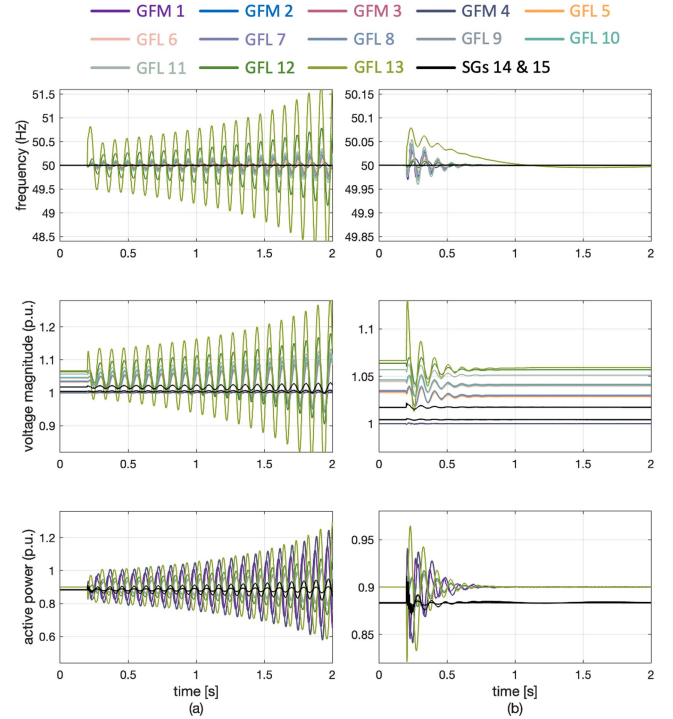 GFM 1 GFM 2 GFM 3 GFM 4 GFL 5
GFL 6 GFL 7 GFL 8 GFL 9 GFL 10
GFL 11 GFL 12 GFL 13 SGs 14 & 15
frequency (Hz)
51.5
51
50.5
50
49.5
49
48.5
0 0.5 1 1.5 2
50.15
50.1
50.05
50
49.95
49.9
49.85
0 0.5 1 1.5 2
voltage magnitude (p.u.)
1.2
1.1
1
0.9
0 0.5 1 1.5 2
1.1
1.05
1
0 0.5 1 1.5 2
active power (p.u.)
1.2
1
0.8
0.6
0 0.5 1 1.5 2
time [s]
(a)
0.95
0.9
0.85
0 0.5 1 1.5 2
time [s]
(b)